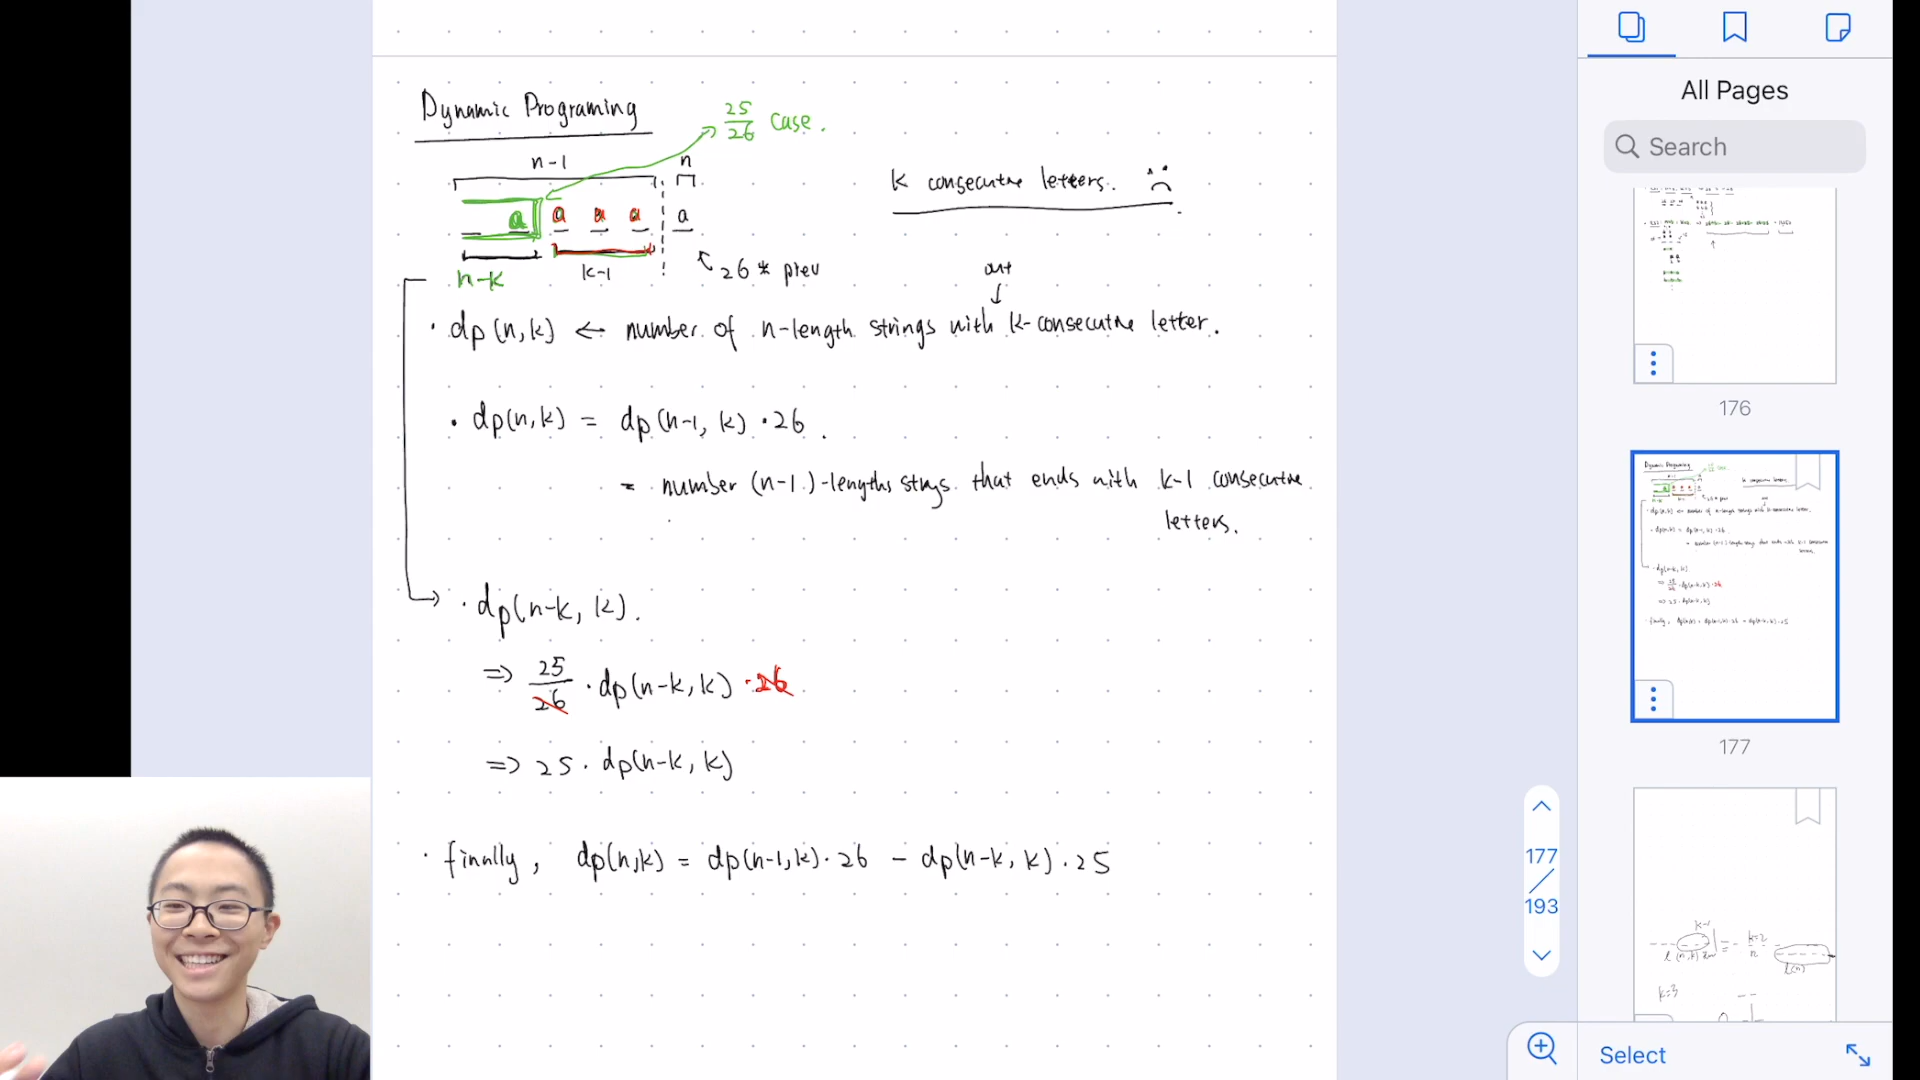 Dynamic Programing
25/26 case.
n-1
n
a a a a a
n-k
k-1
26 * prev
k consecutive letters.
out
dp(n,k) ← number of n-length strings with k-consecutive letter.
dp(n,k) = dp(n-1, k) · 26.
- number (n-1)-lengths strings that ends with k-1 consecutive
letters.
dp(n-k, k).
=> 25/26 · dp(n-k, k) · 26
=> 25 · dp(n-k, k)
finally, dp(n,k) = dp(n-1,k) · 26 - dp(n-k, k) · 25
All Pages
Search
176
177
177
193
Select